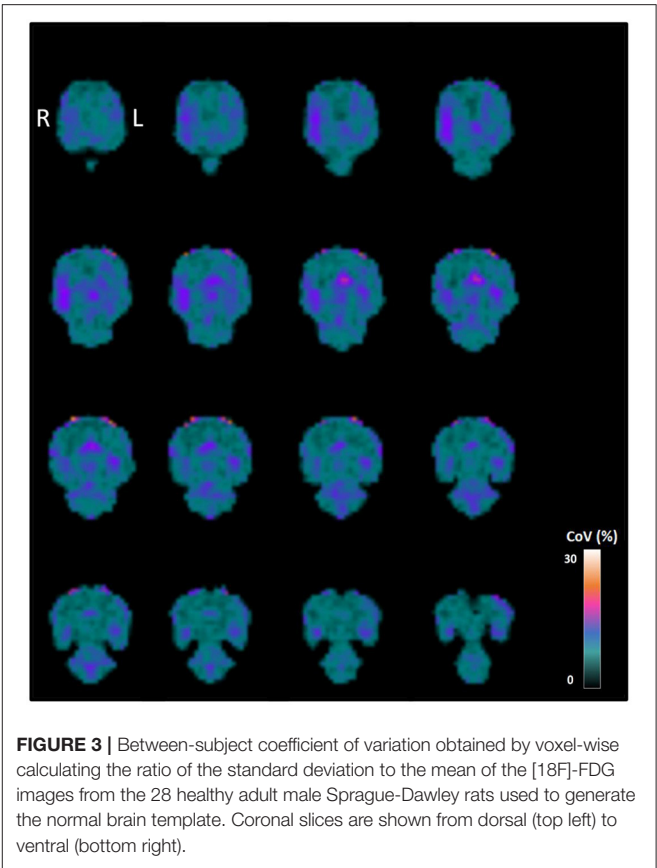 R L
CoV (%)
30
0
FIGURE 3 | Between-subject coefficient of variation obtained by voxel-wise
calculating the ratio of the standard deviation to the mean of the [18F]-FDG
images from the 28 healthy adult male Sprague-Dawley rats used to generate
the normal brain template. Coronal slices are shown from dorsal (top left) to
ventral (bottom right).